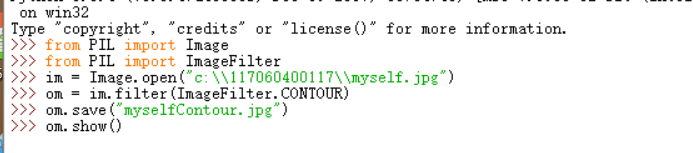 on win32
Type "copyright", "credits" or "license()" for more information.
>>> from PIL import Image
>>> from PIL import ImageFilter
>>> im = Image.open("c:\\117060400117\\myself.jpg")
>>> om = im.filter(ImageFilter.CONTOUR)
>>> om.save("myselfContour.jpg")
>>> om.show()